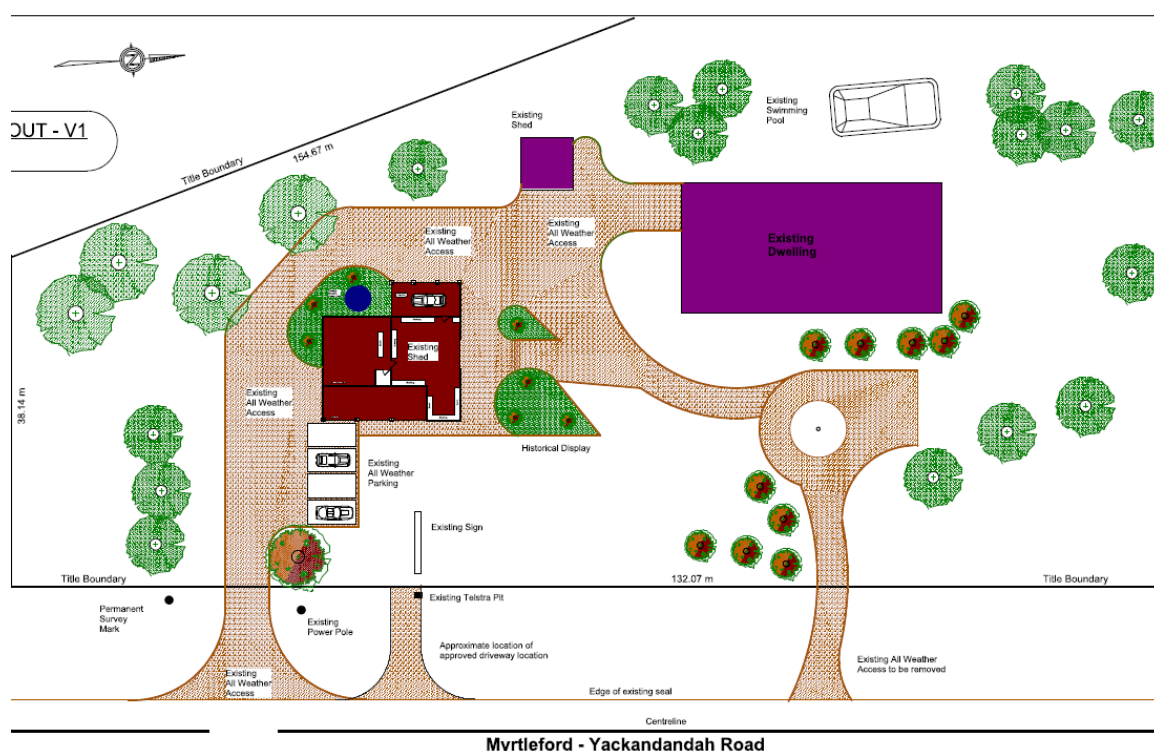 Z
OUT - V1
Title Boundary
154.67 m
Existing
Shed
Existing
Swimming
Pool
Existing
All Weather
Access
Existing
All Weather
Access
Existing
Dwelling
Existing
Shed
Existing
All Weather
Access
38.14 m
Historical Display
Existing
All Weather
Parking
Existing Sign
Title Boundary
132.07 m
Title Boundary
Permanent
Survey
Mark
Existing
Power Pole
Existing Telstra Pit
Approximate location of
approved driveway location
Existing All Weather
Access to be removed
Existing
All Weather
Access
Edge of existing seal
Centreline
Myrtleford - Yackandandah Road